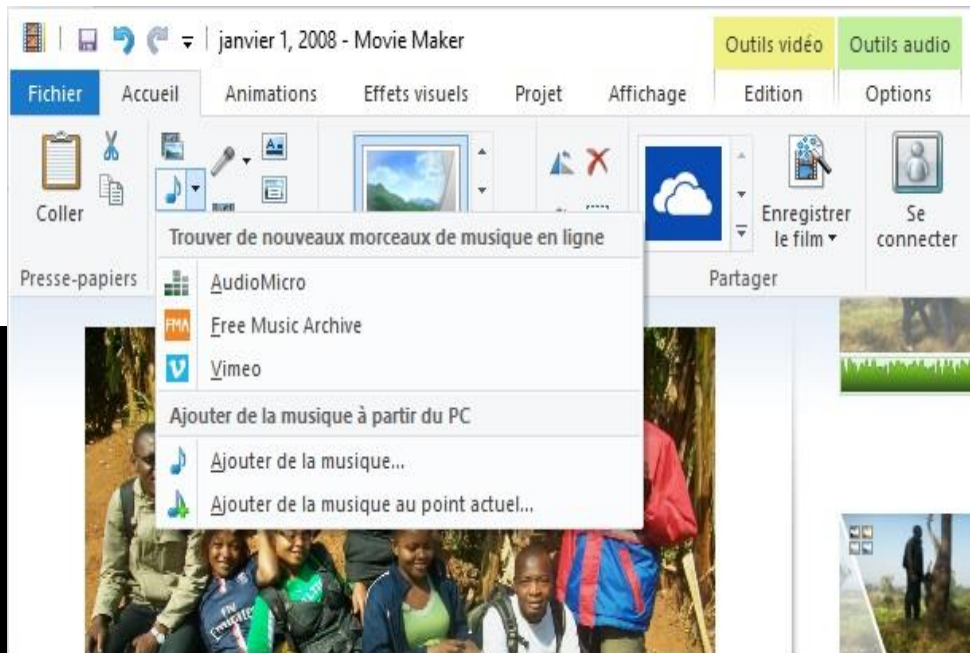 janvier 1, 2008 - Movie Maker
Outils vidéo
Outils audio
Fichier
Accueil
Animations
Effets visuels
Projet
Affichage
Edition
Options
Coller
Enregistrer
le film
Se
connecter
Presse-papiers
Partager
Trouver de nouveaux morceaux de musique en ligne
AudioMicro
FMA
Free Music Archive
Vimeo
Ajouter de la musique à partir du PC
Ajouter de la musique...
Ajouter de la musique au point actuel...
FLY
Emirates